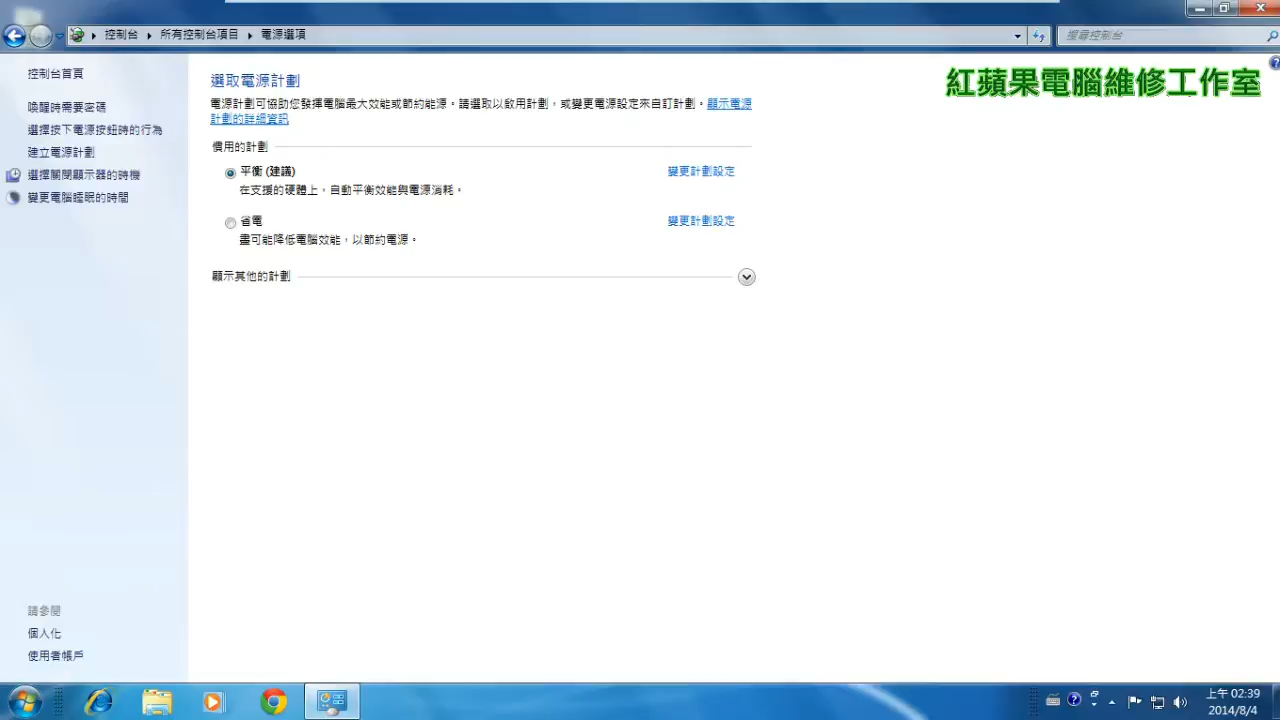 控制台 ▸ 所有控制台項目 ▸ 電源選項
搜尋控制台
控制台首頁
喚醒時需要密碼
選擇按下電源按鈕時的行為
建立電源計劃
選擇關閉顯示器的時機
變更電腦睡眠的時間
選取電源計劃
電源計劃可協助您發揮電腦最大效能或節約能源。請選取以啟用計劃，或變更電源設定來自訂計劃。顯示電源
計劃的詳細資訊
慣用的計劃
平衡 (建議) 變更計劃設定
在支援的硬體上，自動平衡效能與電源消耗。
省電 變更計劃設定
盡可能降低電腦效能，以節約電源。
顯示其他的計劃
紅蘋果電腦維修工作室
請參閱
個人化
使用者帳戶
上午 02:39
2014/8/4